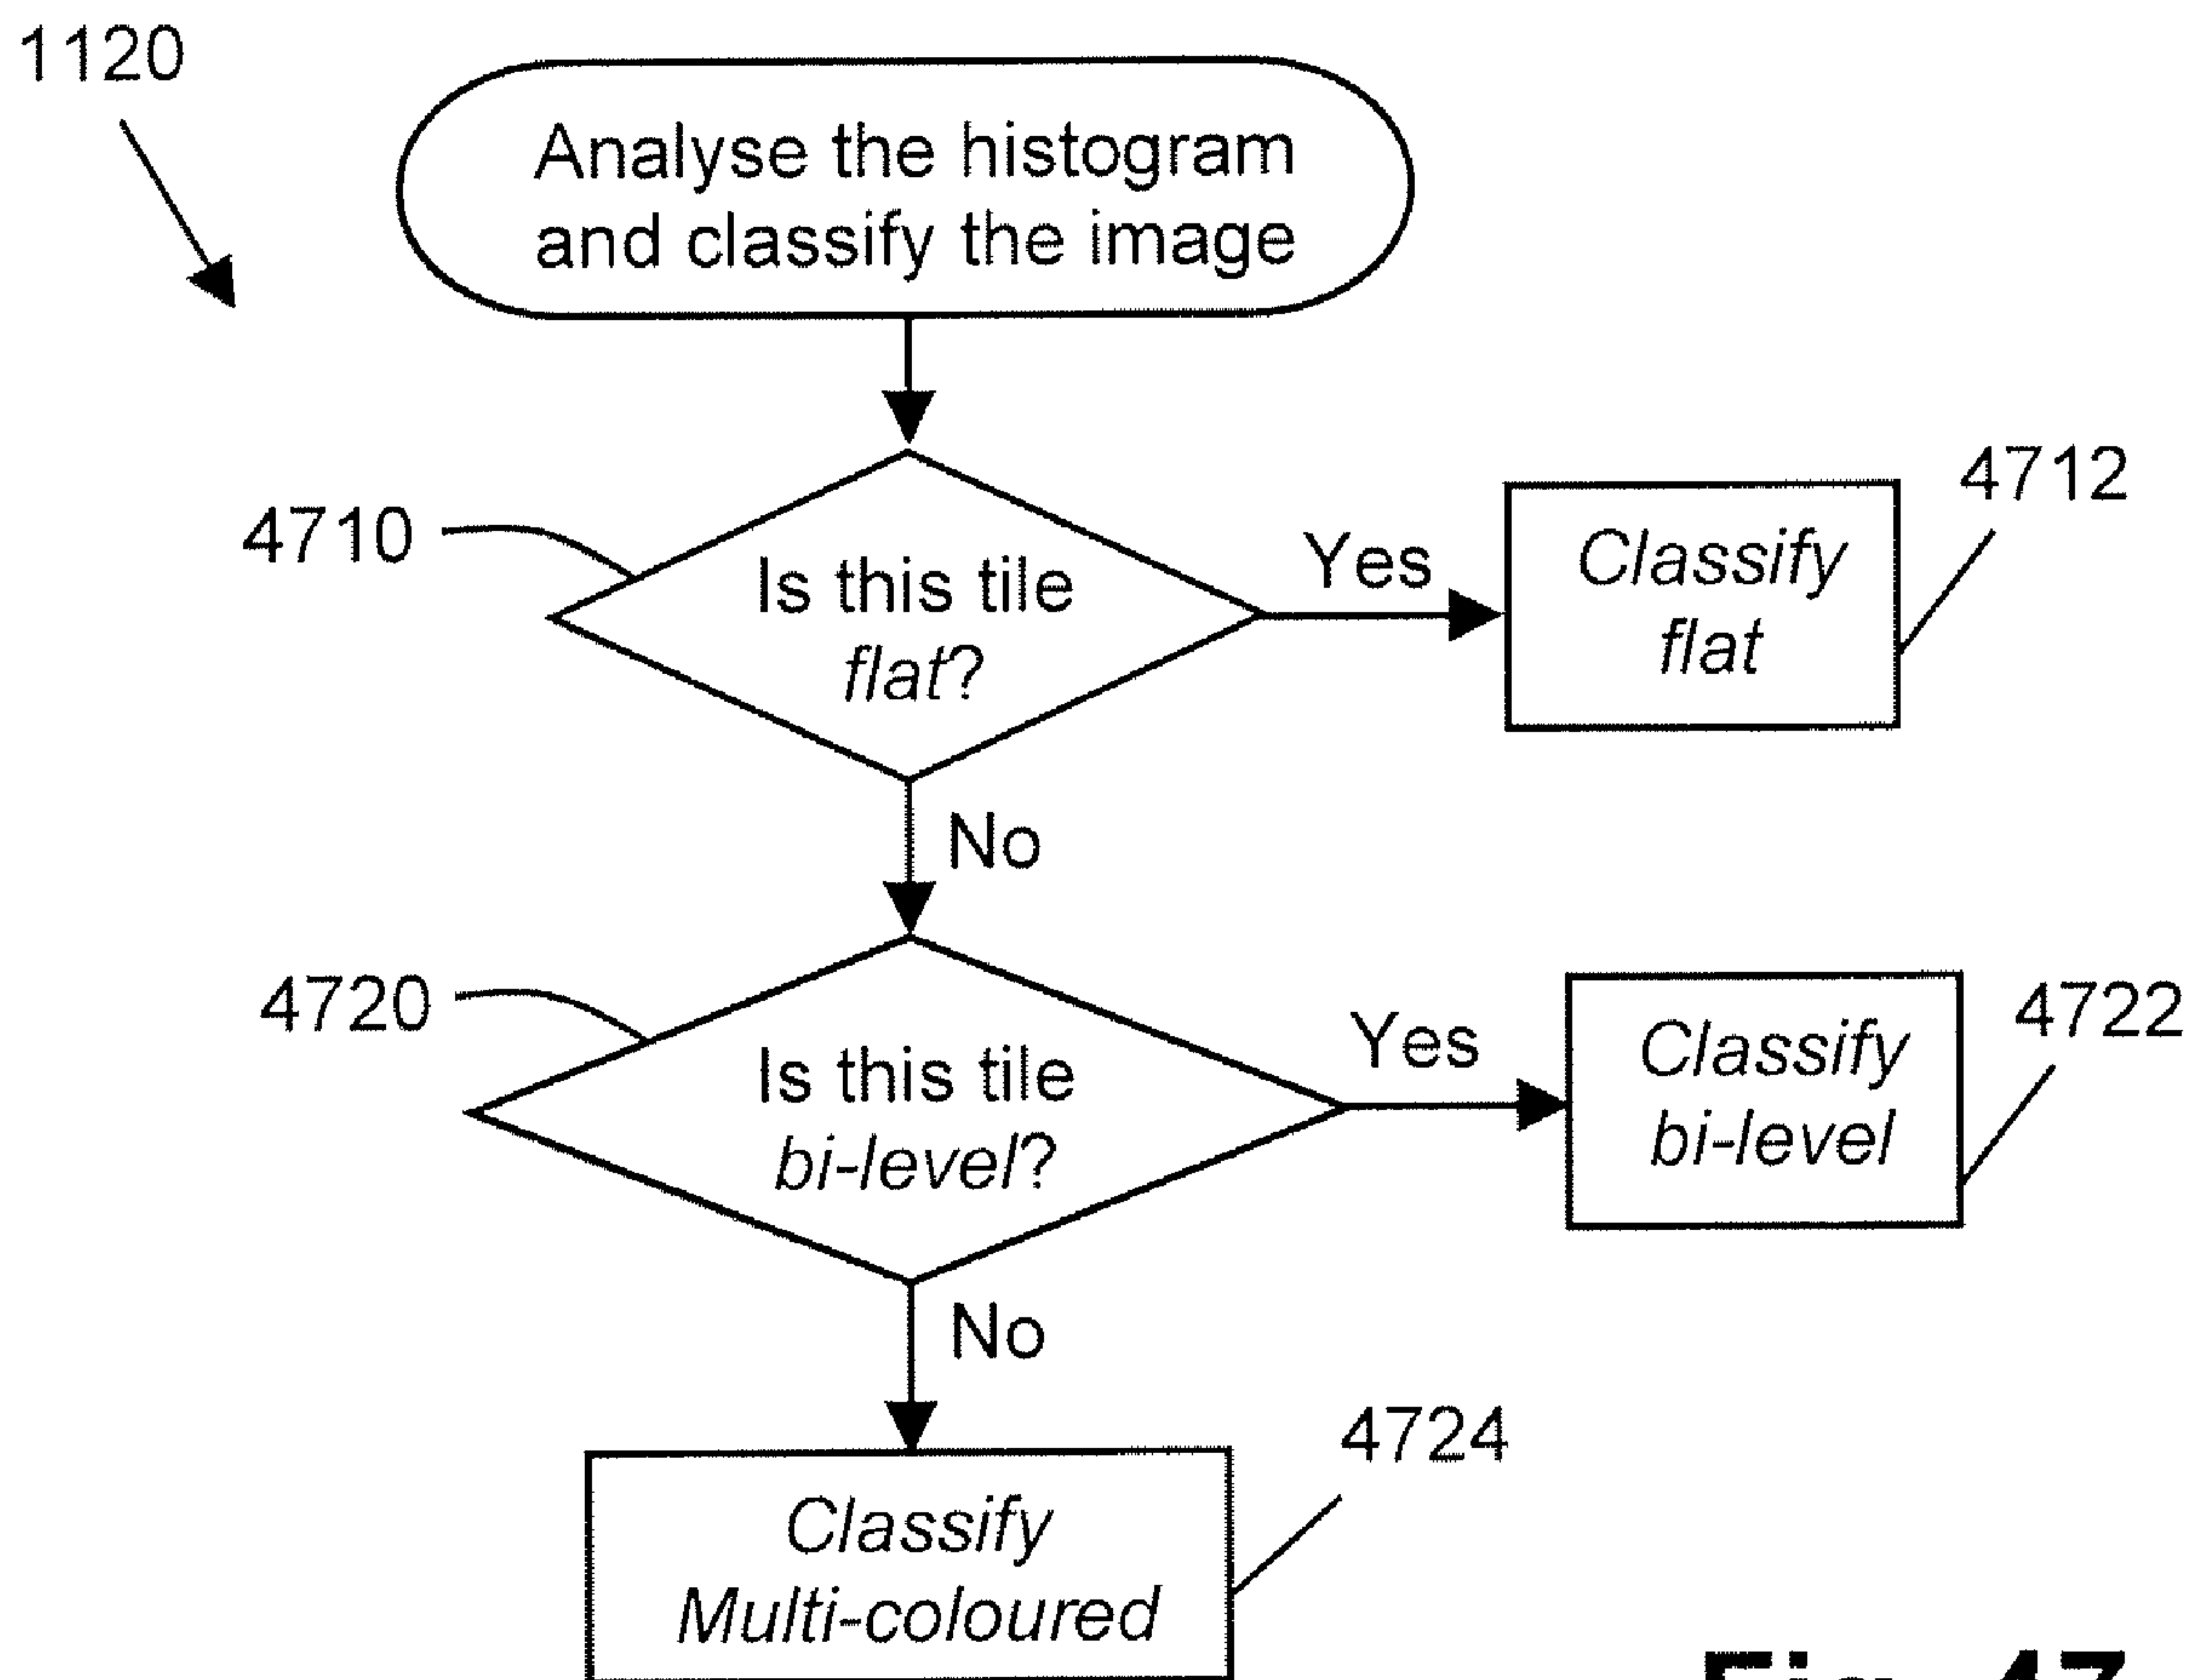 1120
Analyse the histogram
and classify the image
4710
Is this tile
flat?
Yes
Classify
flat
4712
No
4720
Is this tile
bi-level?
Yes
Classify
bi-level
4722
No
Classify
Multi-coloured
4724